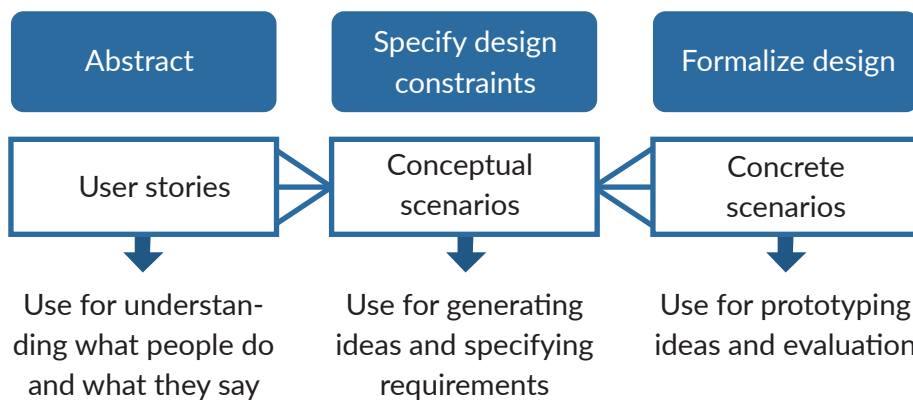 Abstract
Specify design
constraints
Formalize design
User stories
Conceptual
scenarios
Concrete
scenarios
Use for understan-
ding what people do
and what they say
Use for generating
ideas and specifying
requirements
Use for prototyping
ideas and evaluation